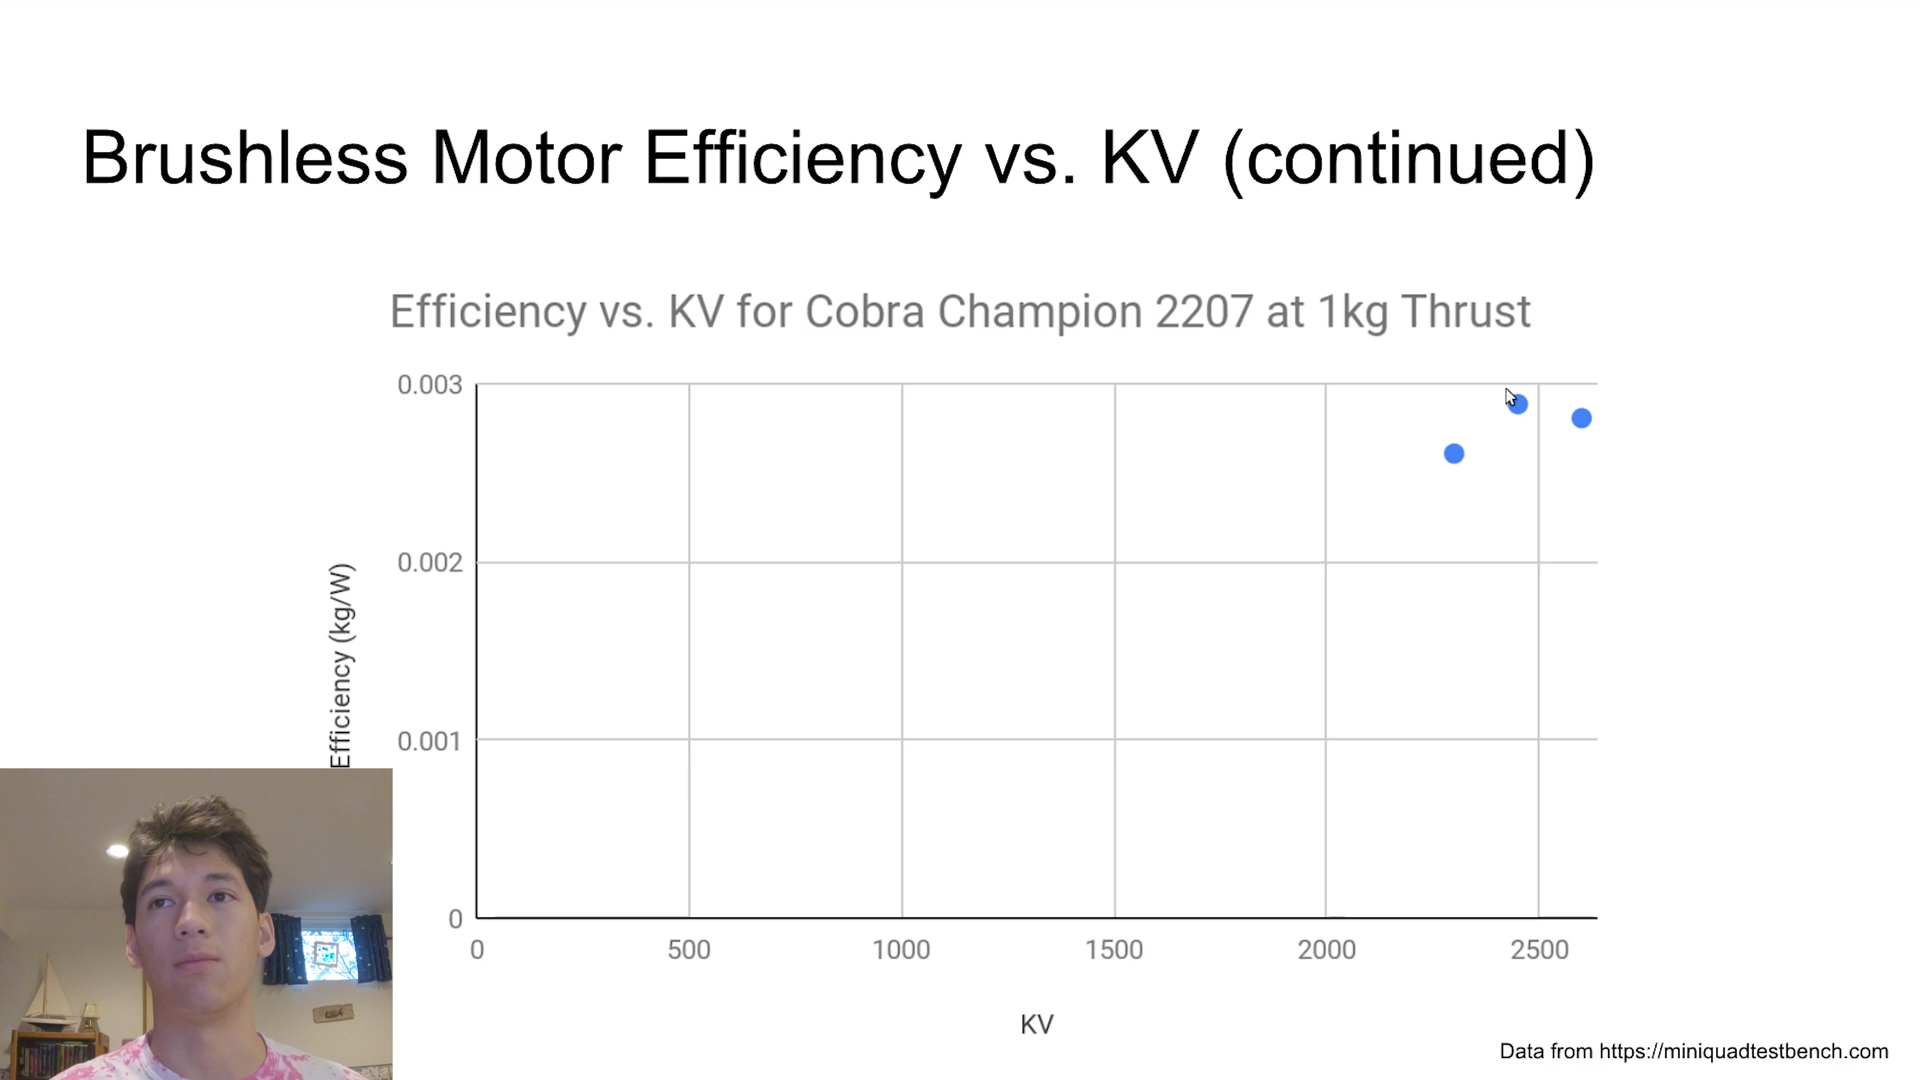 Brushless Motor Efficiency vs. KV (continued)
Efficiency vs. KV for Cobra Champion 2207 at 1kg Thrust
0.003
0.002
0.001
0
Efficiency (kg/W)
0
500
1000
1500
2000
2500
KV
Data from https://miniquadtestbench.com